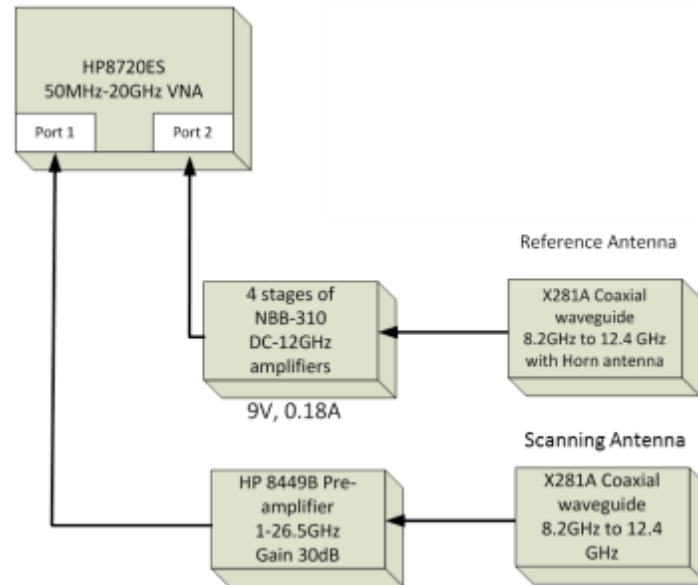 HP8720ES
50MHz-20GHz VNA
Port 1
Port 2
Reference Antenna
4 stages of
NBB-310
DC-12GHz
amplifiers
X281A Coaxial
waveguide
8.2GHz to 12.4 GHz
with Horn antenna
9V, 0.18A
Scanning Antenna
HP 8449B Pre-
amplifier
1-26.5GHz
Gain 30dB
X281A Coaxial
waveguide
8.2GHz to 12.4
GHz